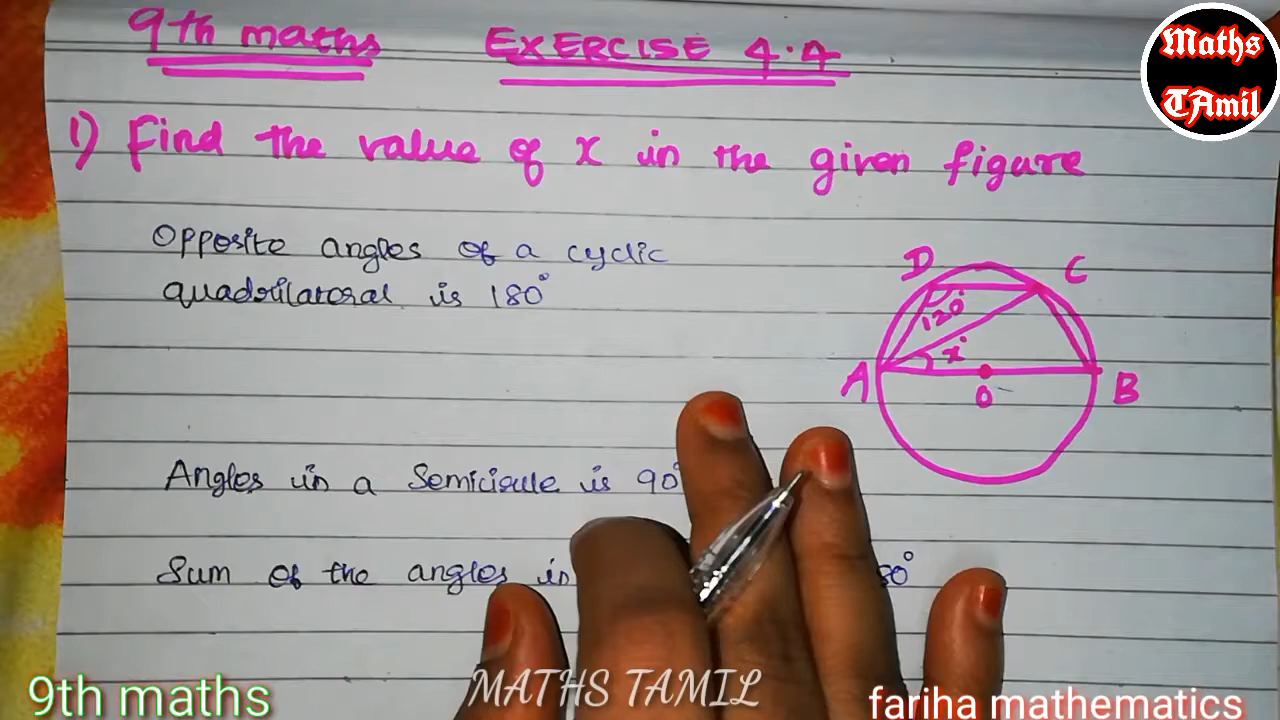 9th maths EXERCISE 4.4
Maths
TAmil
1) Find the value of x in the given figure
Opposite angles of a cyclic
quadrilateral is 180°
D C
120°
x°
A B
O
Angles in a Semicircle is 90°
Sum of the angles in 80°
9th maths MATHS TAMIL fariha mathematics